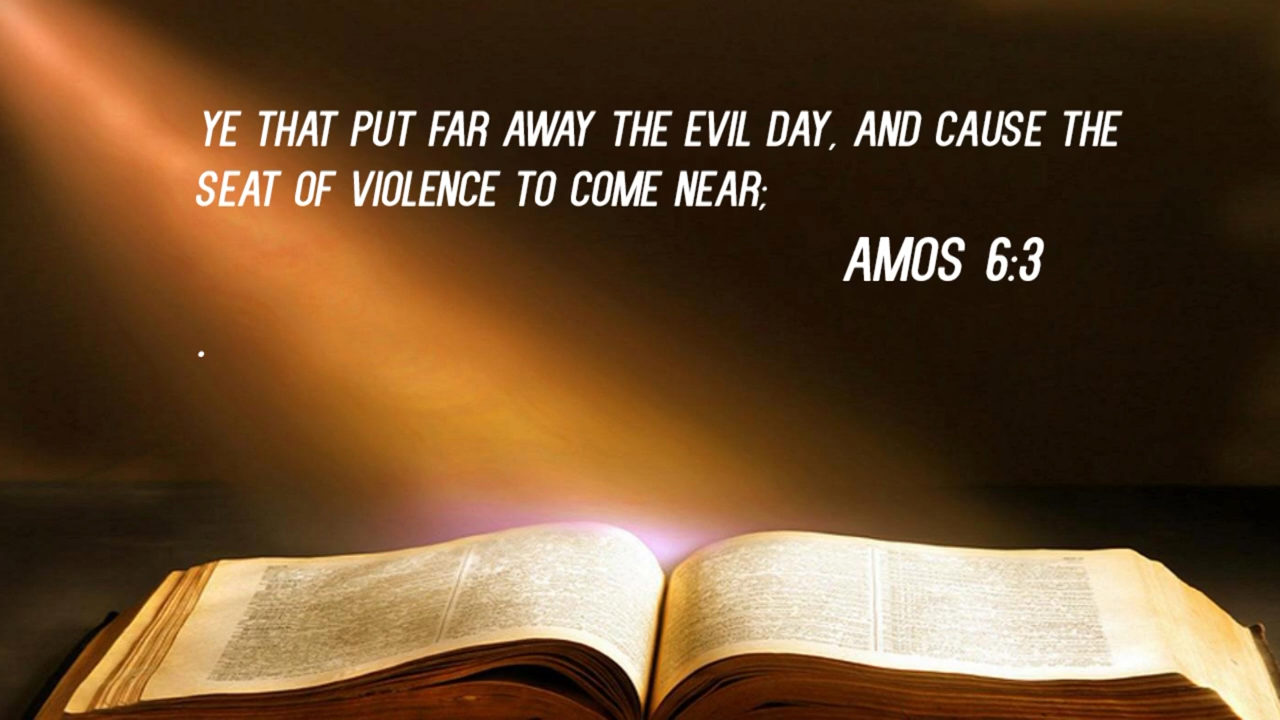 YE THAT PUT FAR AWAY THE EVIL DAY, AND CAUSE THE
SEAT OF VIOLENCE TO COME NEAR;
AMOS 6:3
.